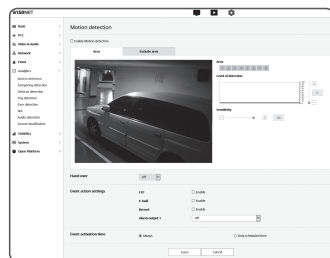 WISENET
Basic
PTZ
Video & Audio
Network
Event
Analytics
Motion detection
Tampering detection
Defocus detection
Fog detection
Face detection
IVA
Audio detection
Sound classification
Statistics
System
Open Platform
Motion detection
Enable Motion detection
Area
Exclude area
Area
Level of detection
Sensitivity
Hand over
Off
Event action settings
FTP
Enable
E-mail
Enable
Record
Enable
Alarm output 1
Off
Event activation time
Always
Only scheduled time
Apply
Cancel